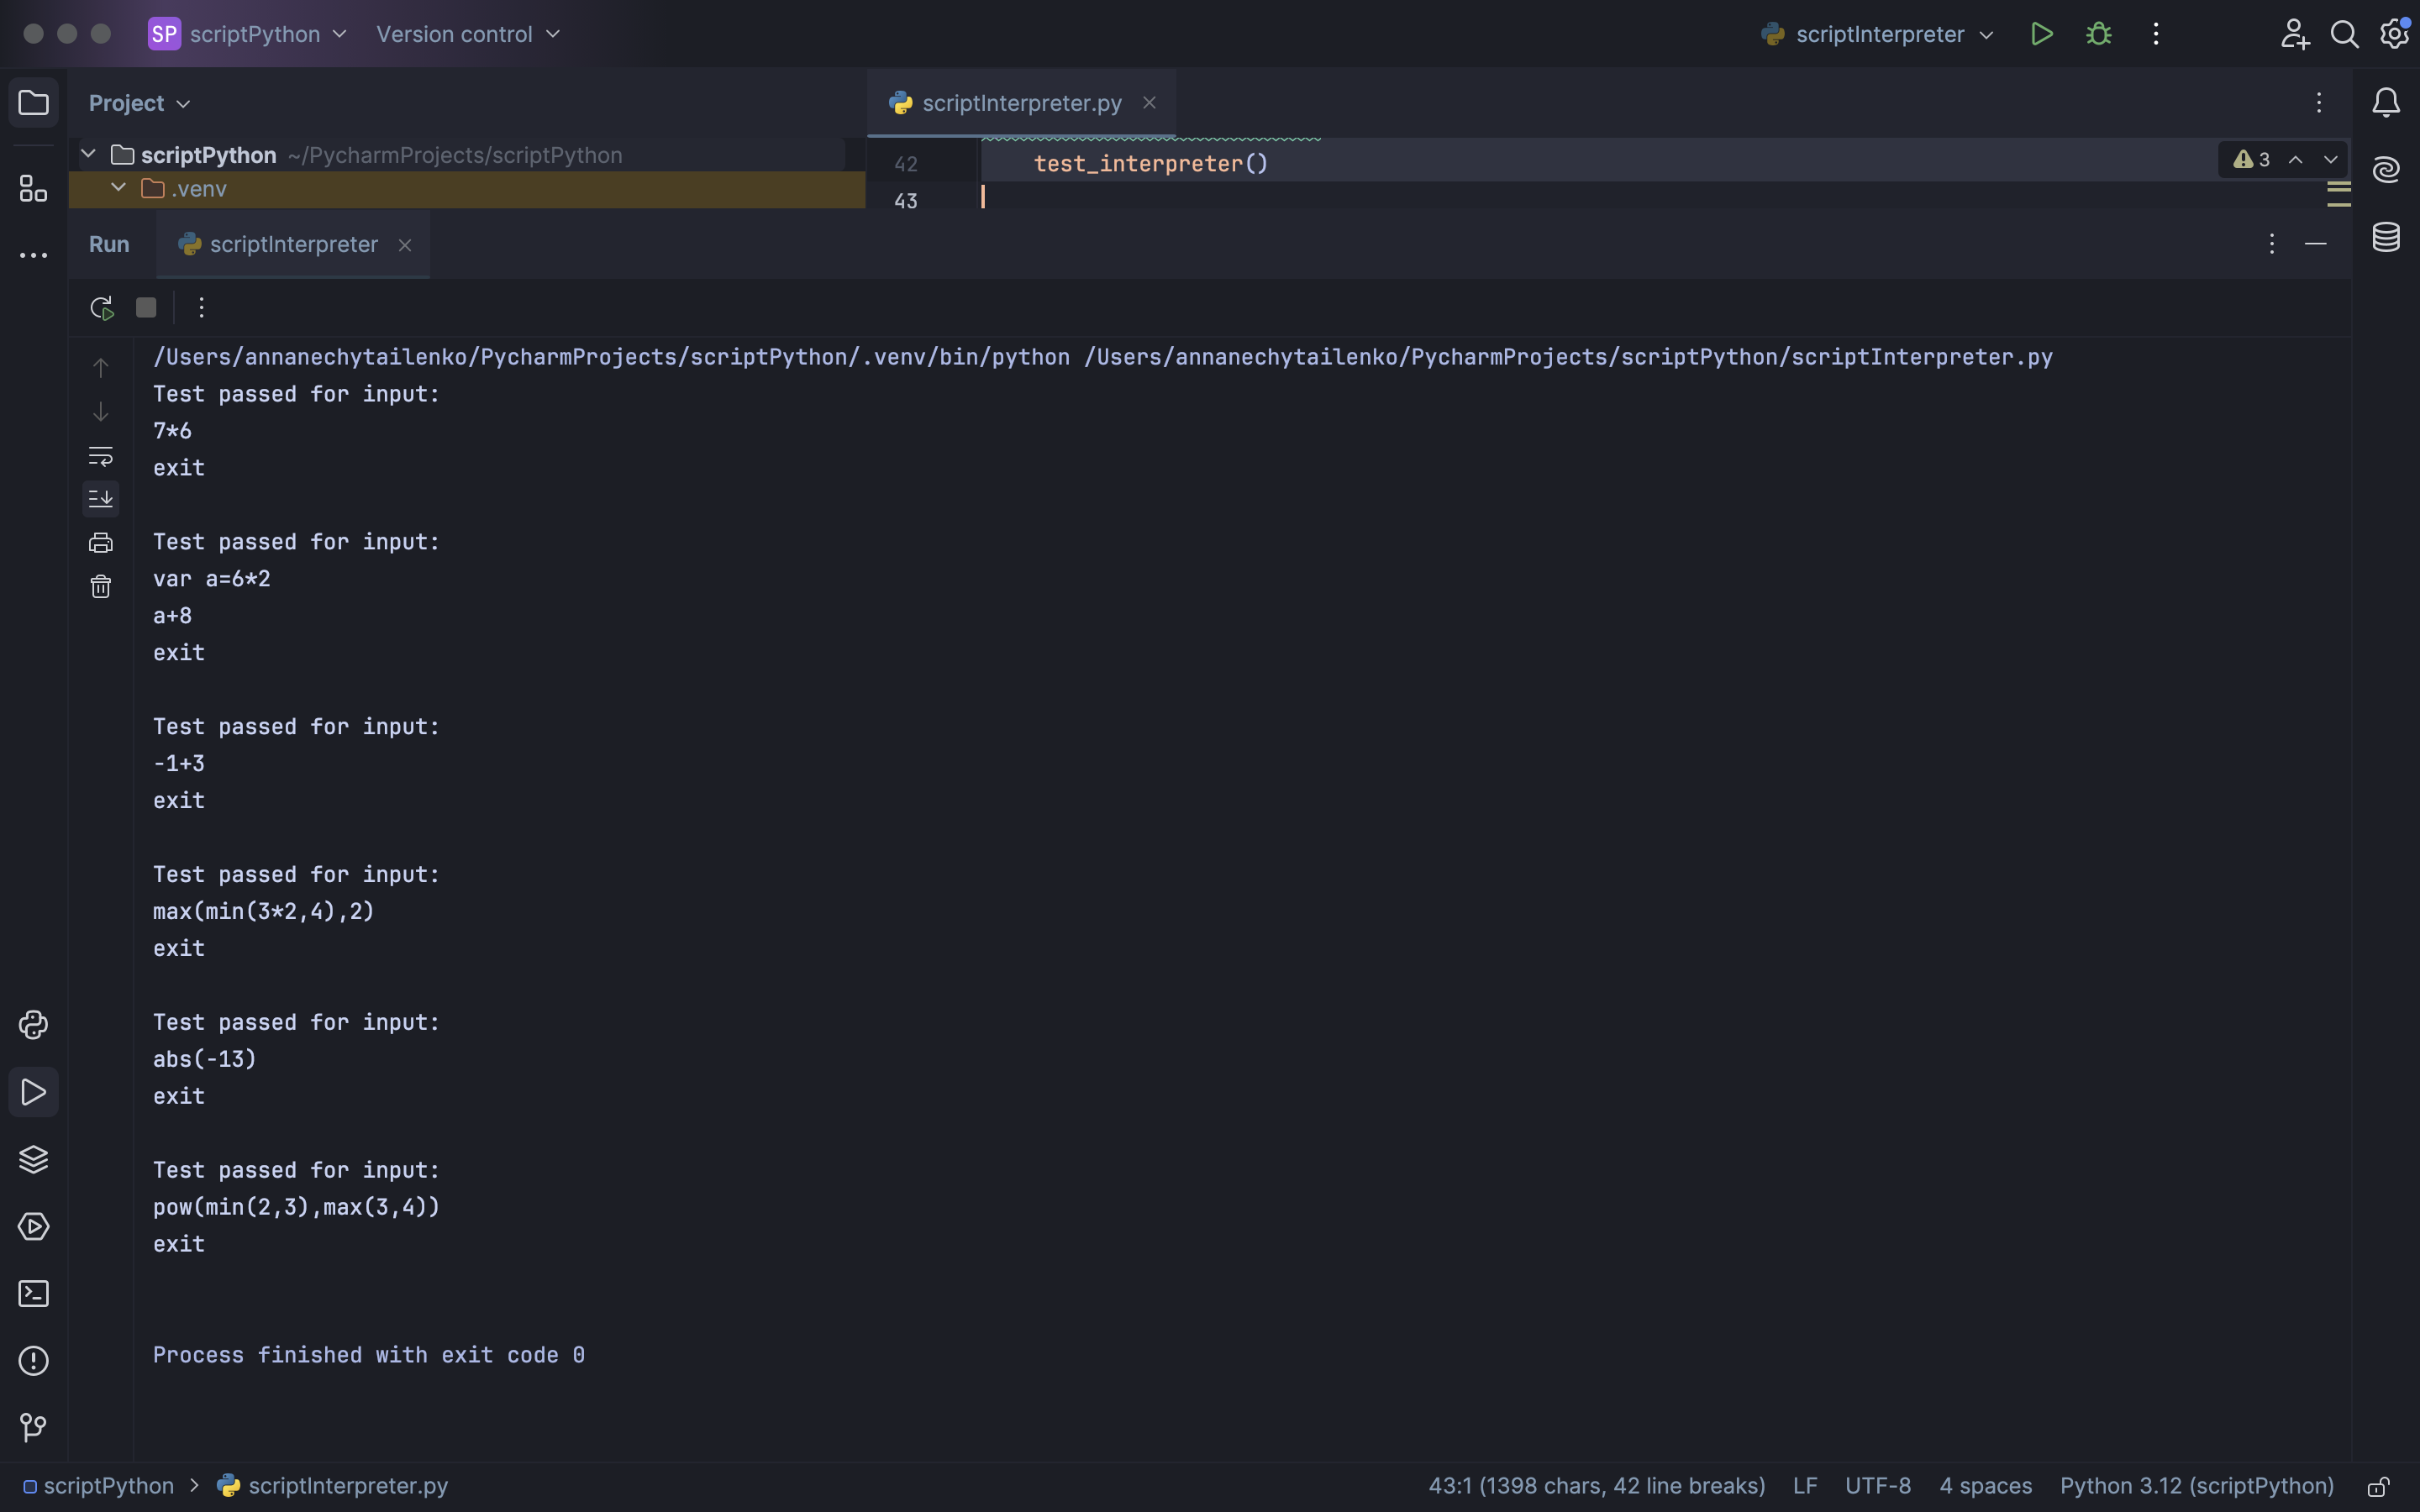 SP scriptPython Version control scriptInterpreter
Project scriptInterpreter.py
scriptPython ~/PycharmProjects/scriptPython
42 test_interpreter() 3
.venv
43
Run scriptInterpreter
/Users/annanechytailenko/PycharmProjects/scriptPython/.venv/bin/python /Users/annanechytailenko/PycharmProjects/scriptPython/scriptInterpreter.py
Test passed for input:
7*6
exit
Test passed for input:
var a=6*2
a+8
exit
Test passed for input:
-1+3
exit
Test passed for input:
max(min(3*2,4),2)
exit
Test passed for input:
abs(-13)
exit
Test passed for input:
pow(min(2,3),max(3,4))
exit
Process finished with exit code 0
scriptPython > scriptInterpreter.py 43:1 (1398 chars, 42 line breaks) LF UTF-8 4 spaces Python 3.12 (scriptPython)